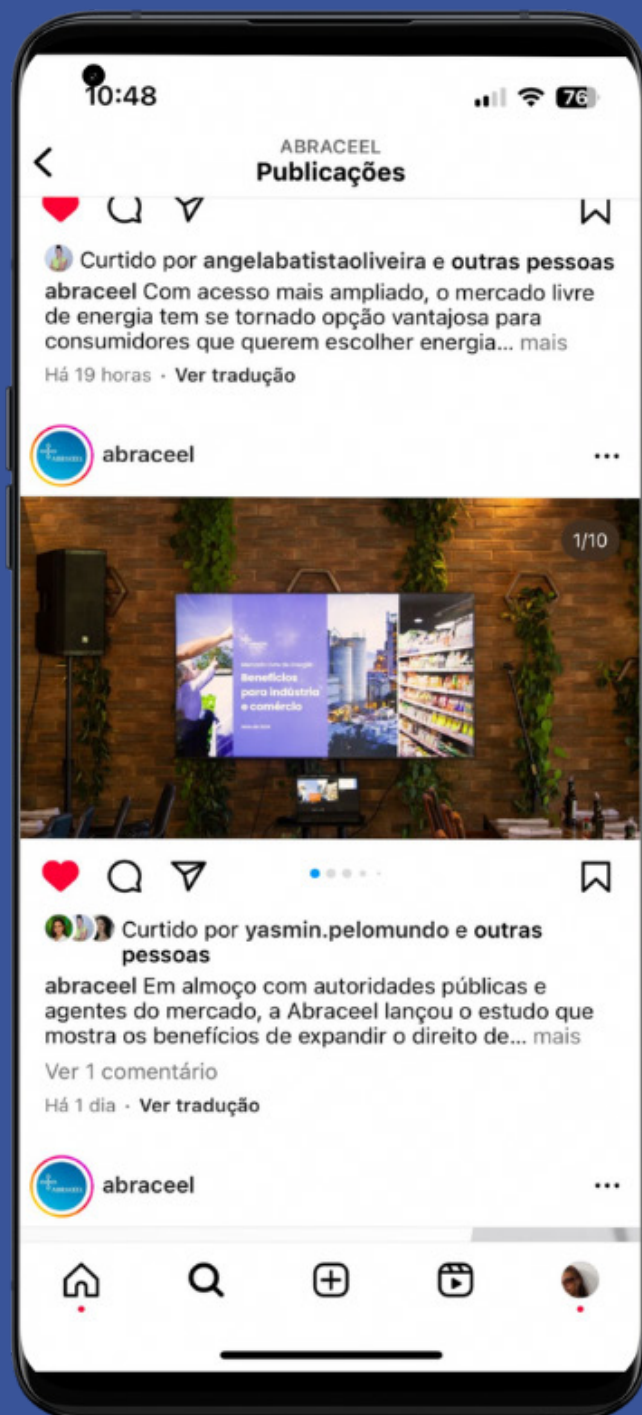 10:48
76
ABRACEEL
Publicações
Curtido por angelabatistaoliveira e outras pessoas
abraceel Com acesso mais ampliado, o mercado livre
de energia tem se tornado opção vantajosa para
consumidores que querem escolher energia... mais
Há 19 horas · Ver tradução
abraceel
1/10
Mercado Livre de Energia
Benefícios
para indústria
e comércio
Curtido por yasmin.pelomundo e outras
pessoas
abraceel Em almoço com autoridades públicas e
agentes do mercado, a Abraceel lançou o estudo que
mostra os benefícios de expandir o direito de... mais
Ver 1 comentário
Há 1 dia · Ver tradução
abraceel